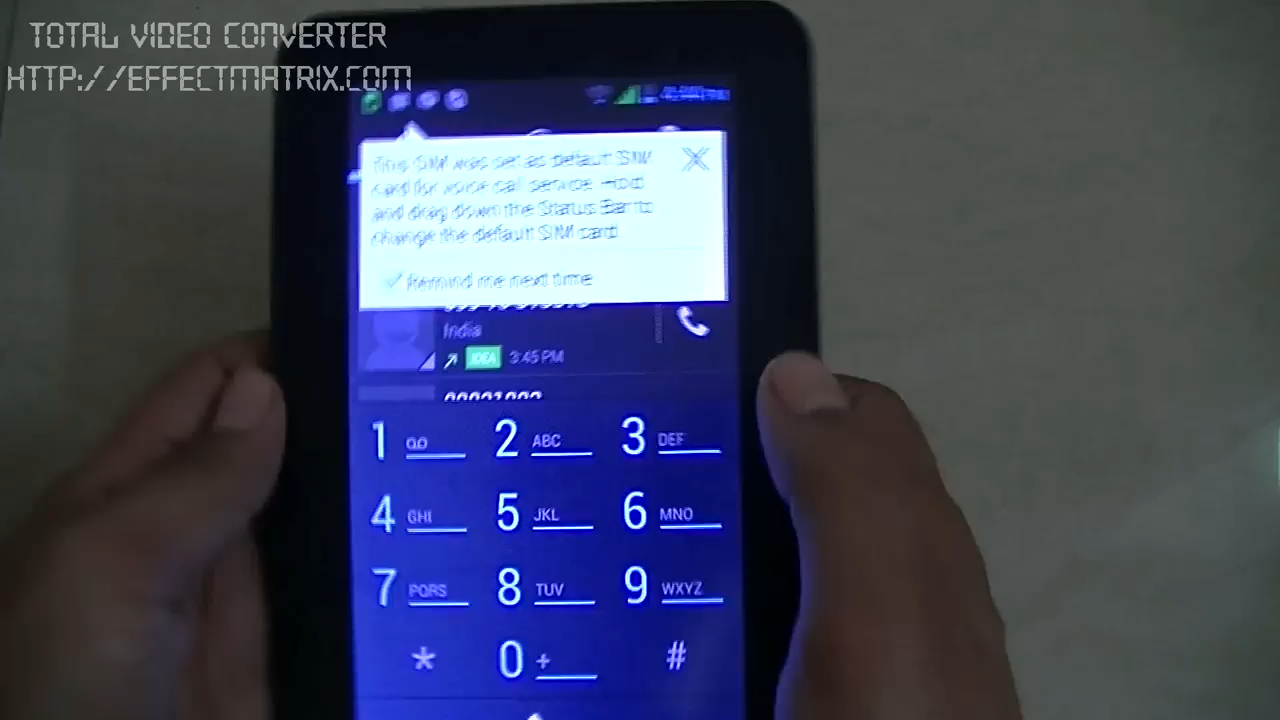 TOTAL VIDEO CONVERTER
HTTP://EFFECTMATRIX.COM
This SIM was set as default SIM
card for voice call service. Hold
and drag down the Status Bar to
change the default SIM card.
Remind me next time
India
IDEA 3:45 PM
1 2 ABC 3 DEF
4 GHI 5 JKL 6 MNO
7 PQRS 8 TUV 9 WXYZ
* 0 + #